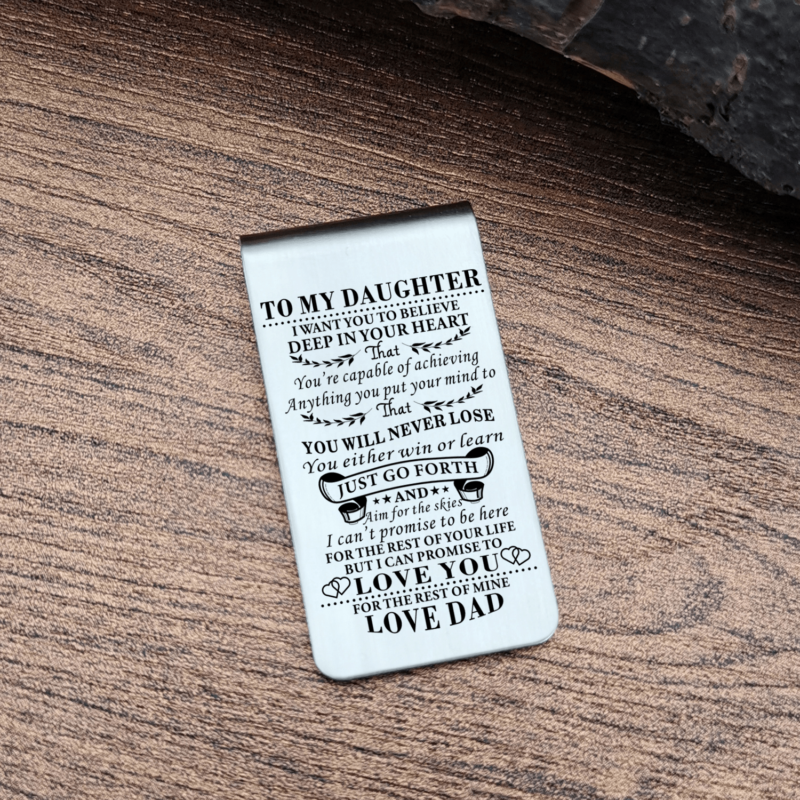 TO MY DAUGHTER
I WANT YOU TO BELIEVE
DEEP IN YOUR HEART
That
You're capable of achieving
Anything you put your mind to
That
YOU WILL NEVER LOSE
You either win or learn
JUST GO FORTH
AND
Aim for the skies
I can't promise to be here
FOR THE REST OF YOUR LIFE
BUT I CAN PROMISE TO
LOVE YOU
FOR THE REST OF MINE
LOVE DAD